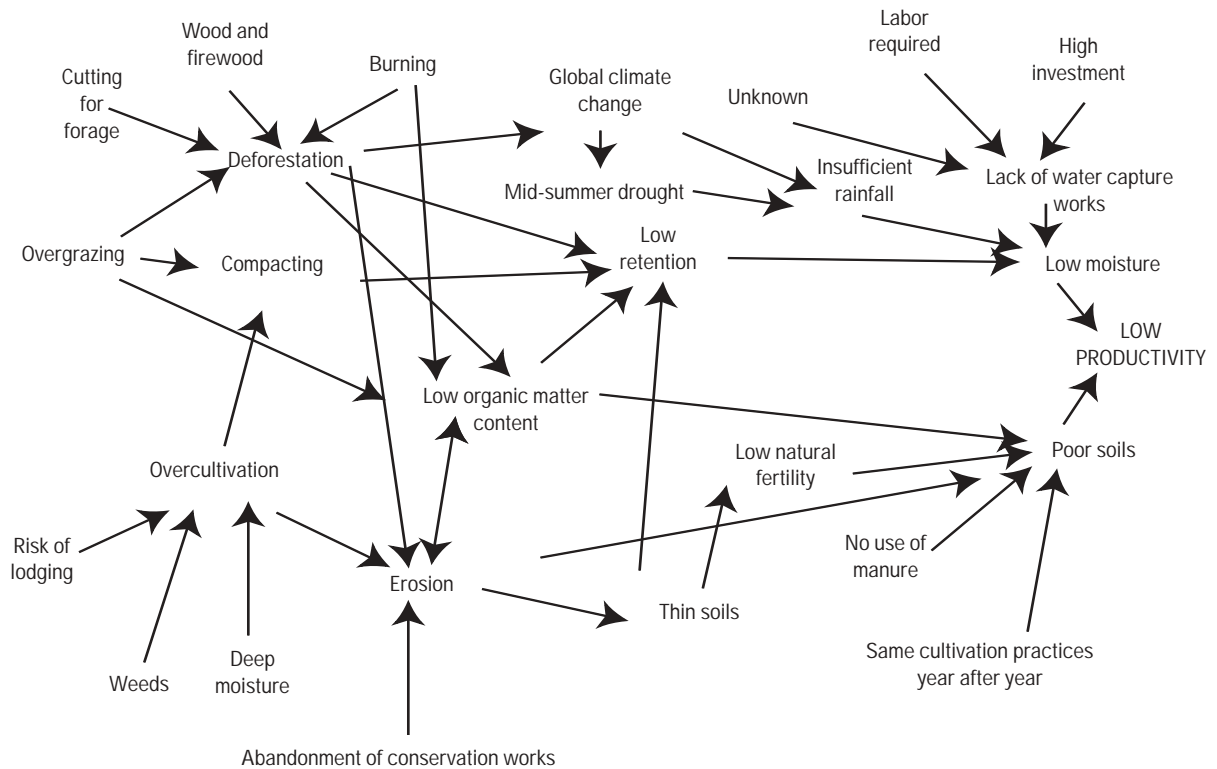 Wood and
firewood
Labor
required
High
investment
Burning
Cutting
for
forage
Global climate
change
Unknown
Deforestation
Mid-summer drought
Insufficient
rainfall
Lack of water capture
works
Overgrazing
Compacting
Low
retention
Low moisture
LOW
PRODUCTIVITY
Low organic matter
content
Overcultivation
Low natural
fertility
Poor soils
Risk of
lodging
No use of
manure
Erosion
Thin soils
Weeds
Deep
moisture
Same cultivation practices
year after year
Abandonment of conservation works